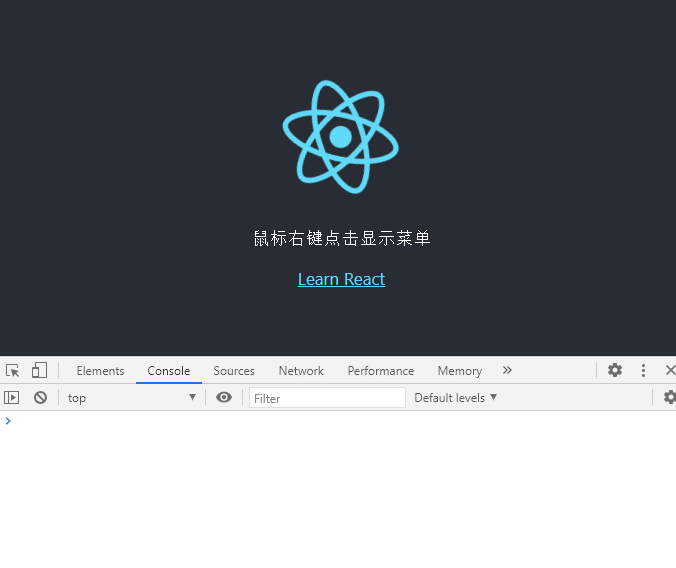 鼠标右键点击显示菜单
Learn React
Elements Console Sources Network Performance Memory »
top Filter Default levels